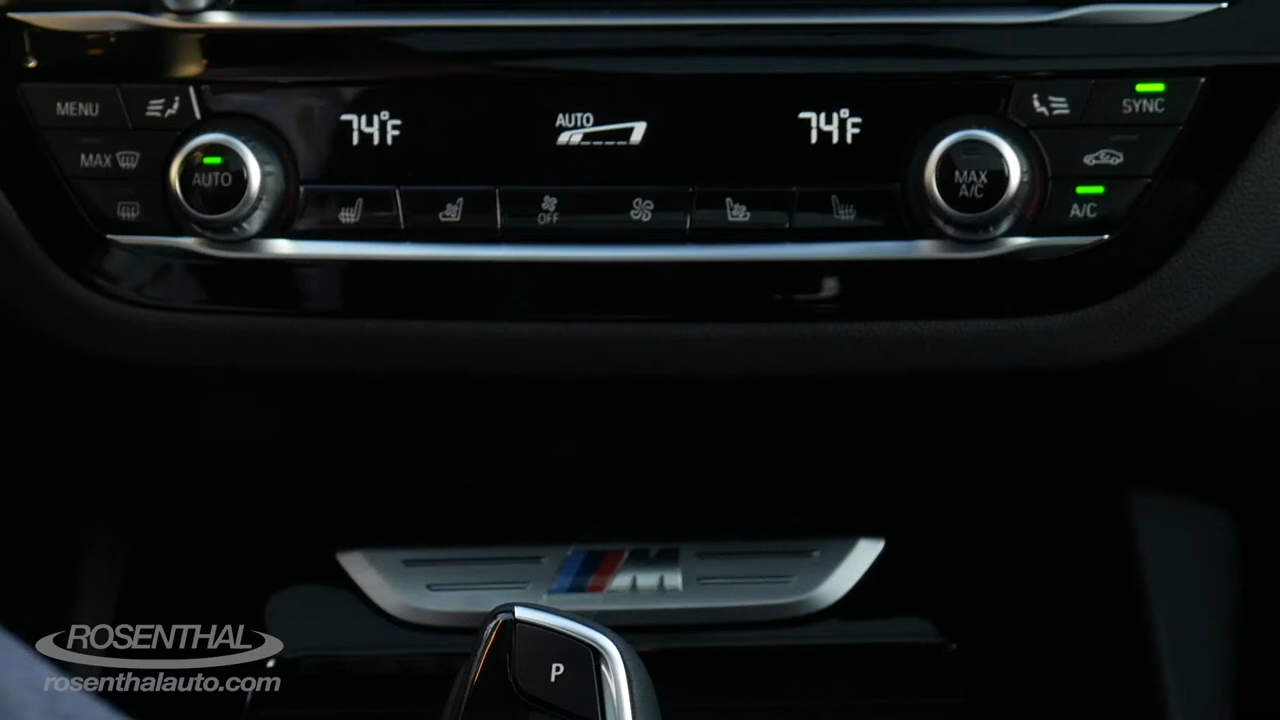 MENU
SYNC
74°F
AUTO
74°F
MAX
AUTO
MAX
A/C
OFF
A/C
M
P
ROSENTHAL
rosenthalauto.com